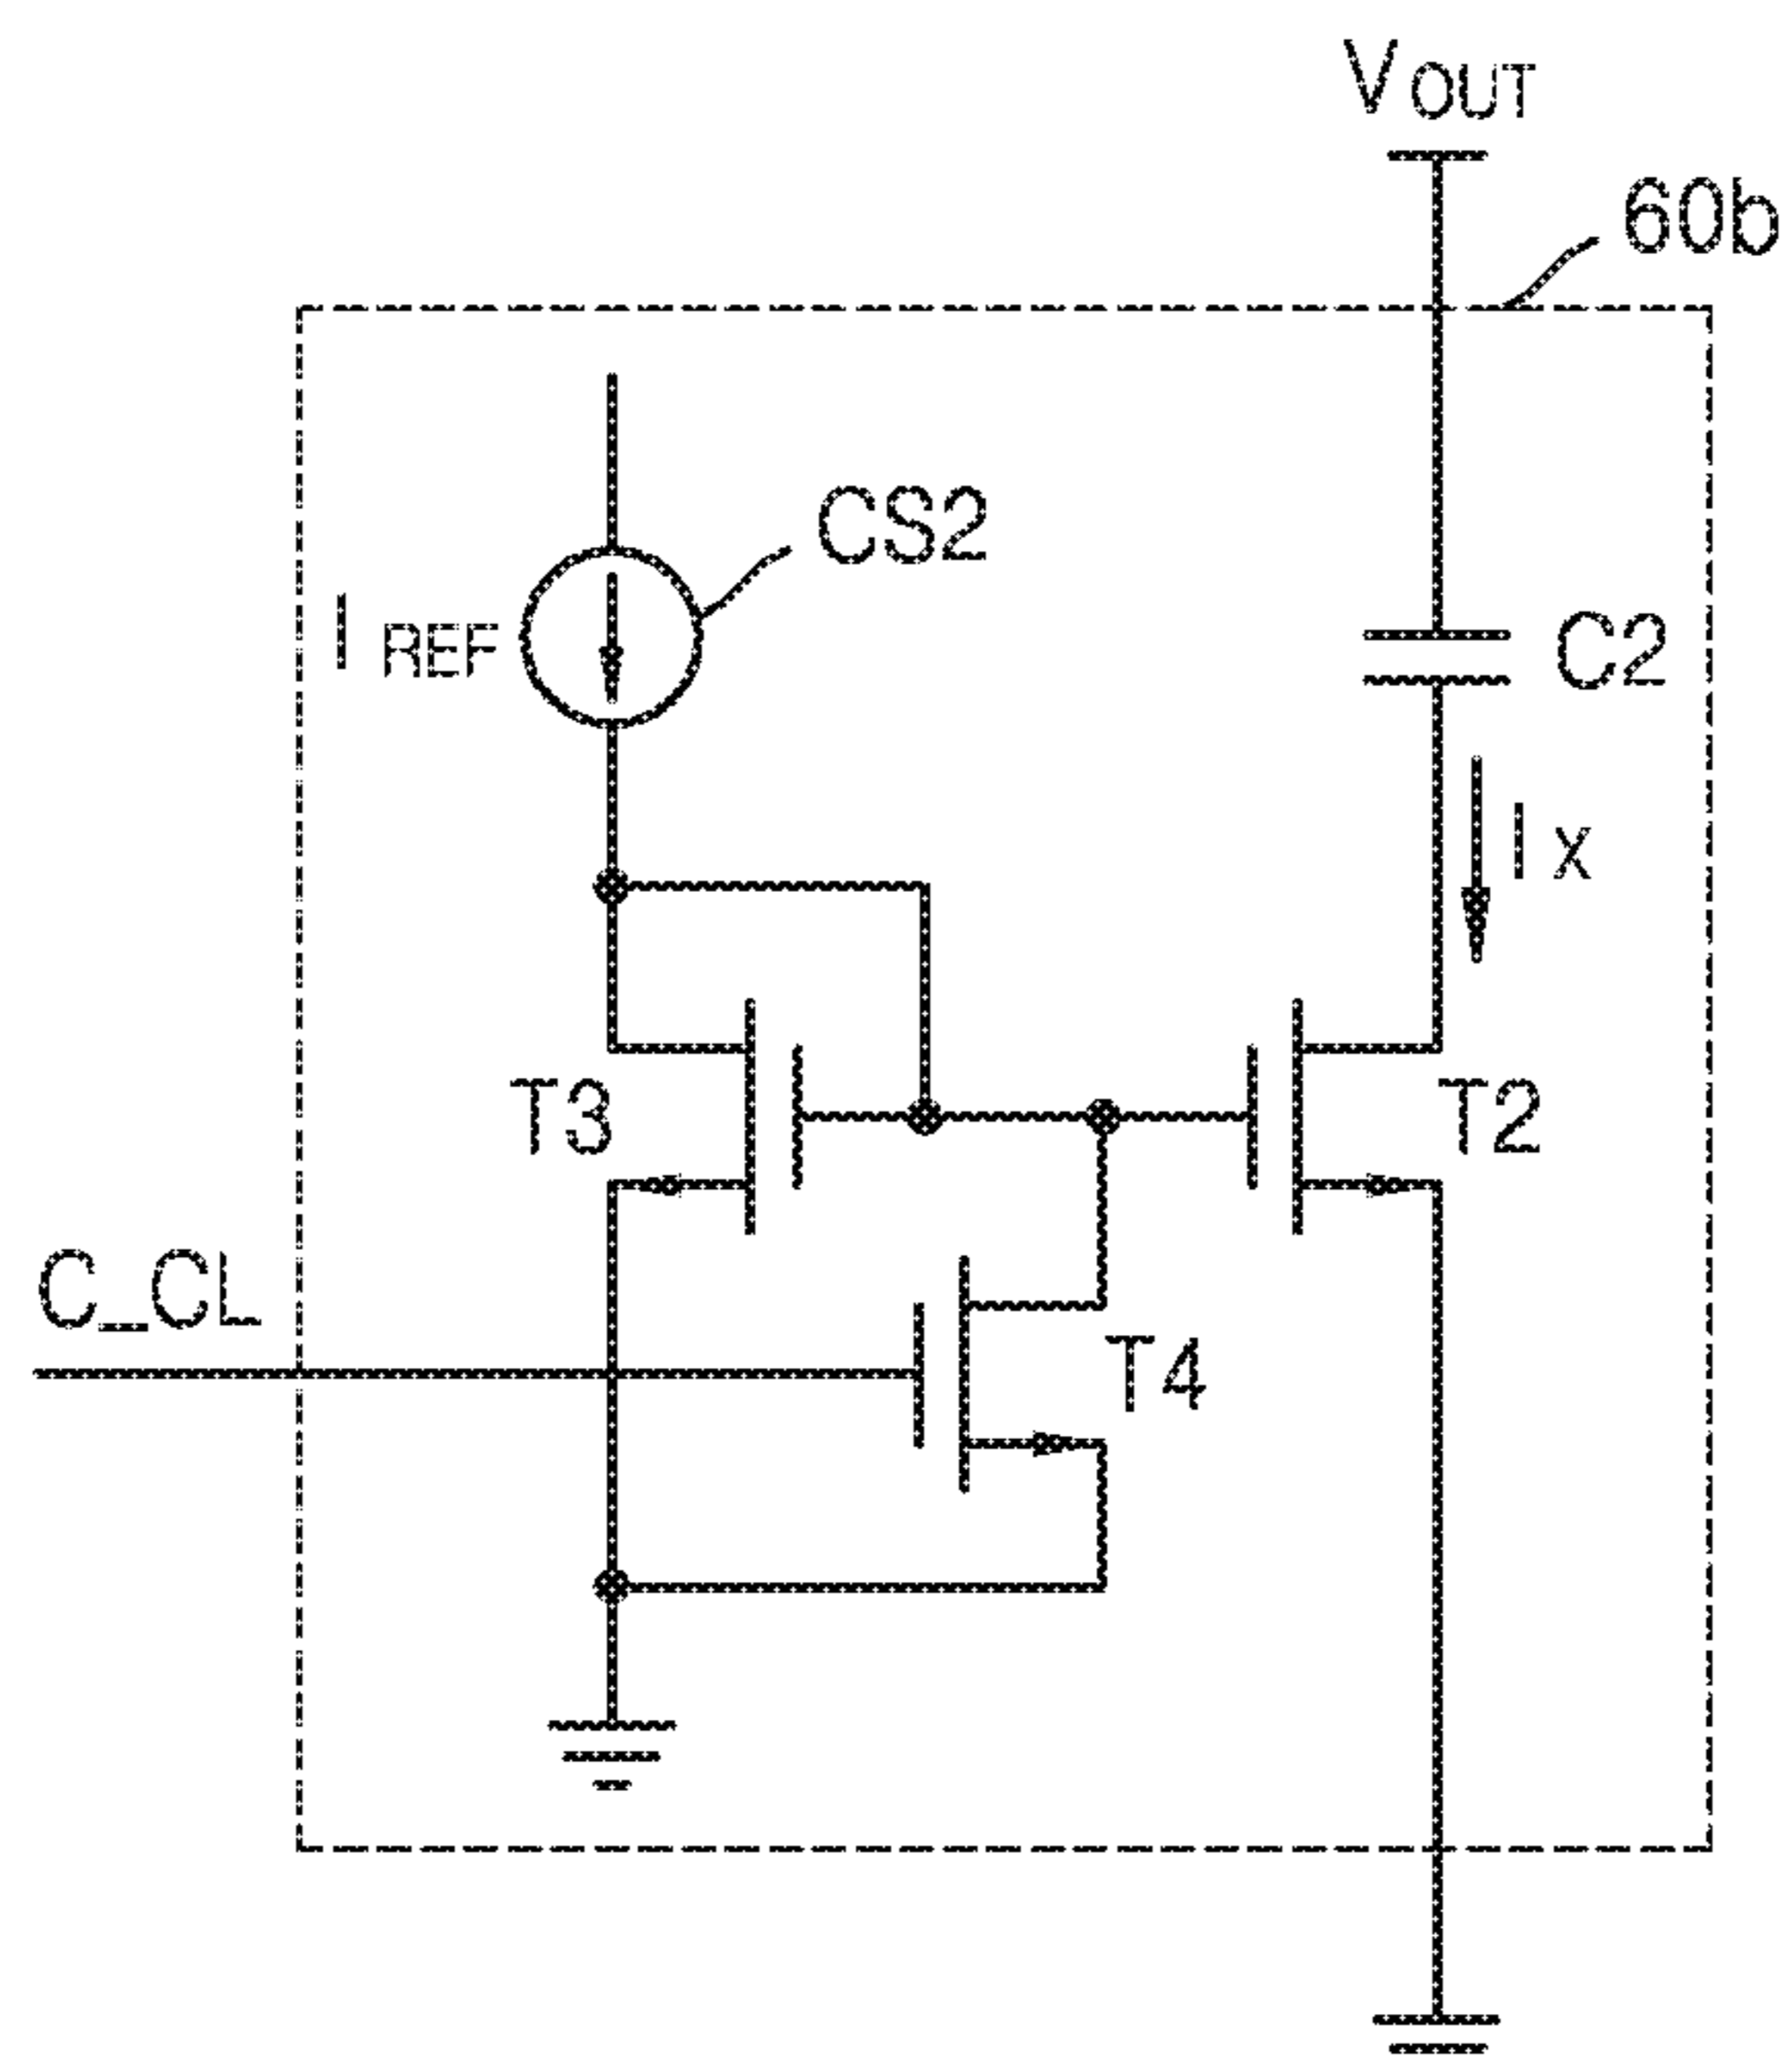 VOUT
60b
CS2
IREF
C2
IX
T3
T2
C_CL
T4